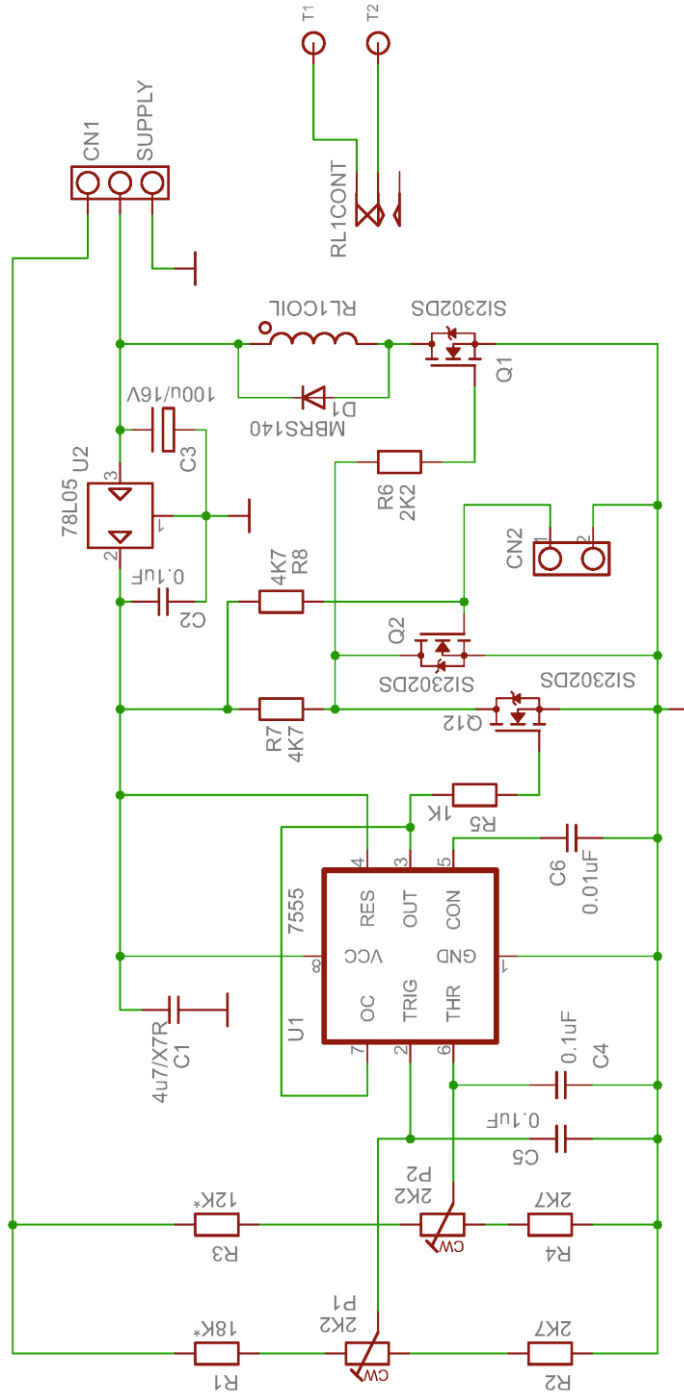 T1
T2
CN1
SUPPLY
RL1CONT
RL1COIL
SI2302DS
Q1
D1
MBRS140
100u/16V
C3
78L05
U2
3
2
1
C2
0.1uF
R6
2K2
CN2
1
2
4K7
R8
Q2
SI2302DS
R7
4K7
Q12
SI2302DS
1K
R5
C6
0.01uF
7555
U1
4
3
5
RES
OUT
CON
8
VCC
GND
1
OC
TRIG
THR
7
2
6
4u7/X7R
C1
0.1uF
C4
0.1uF
C5
12K*
R3
P2
2K2
CW
2K7
R4
18K*
R1
P1
2K2
CW
2K7
R2